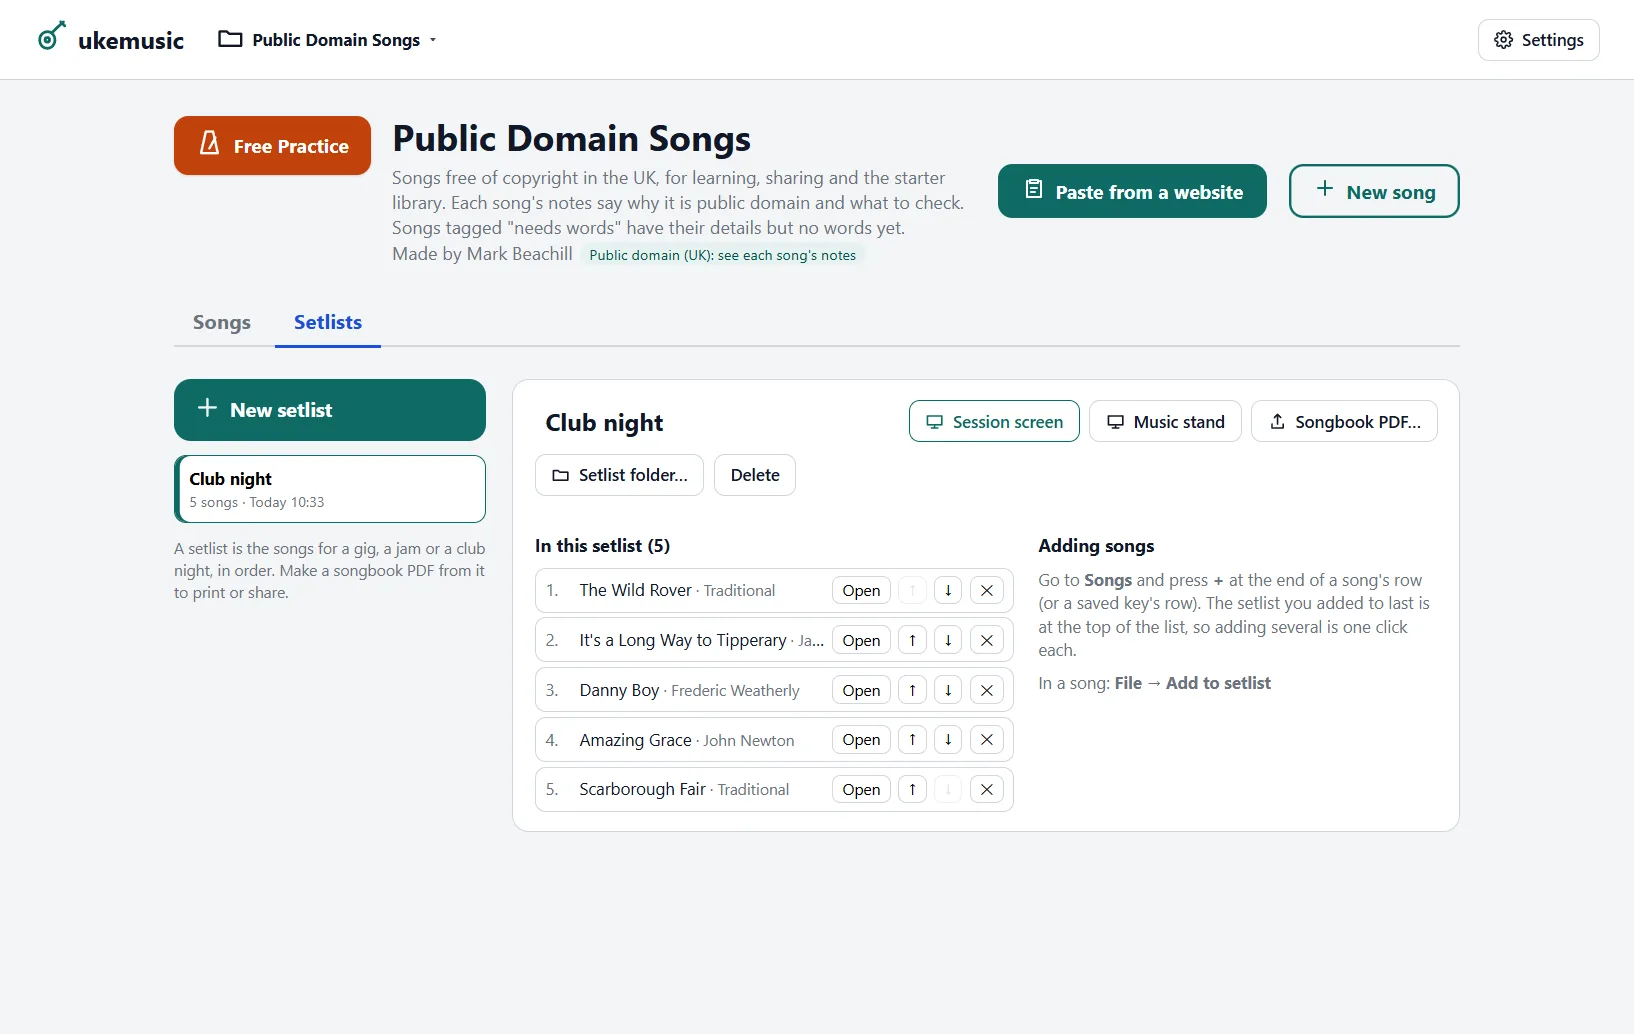 ukemusic
Public Domain Songs
Settings
Free Practice
Public Domain Songs
Songs free of copyright in the UK, for learning, sharing and the starter
library. Each song's notes say why it is public domain and what to check.
Songs tagged "needs words" have their details but no words yet.
Made by Mark Beachill
Public domain (UK): see each song's notes
Paste from a website
New song
Songs
Setlists
New setlist
Club night
5 songs · Today 10:33
A setlist is the songs for a gig, a jam or a club
night, in order. Make a songbook PDF from it
to print or share.
Club night
Session screen
Music stand
Songbook PDF...
Setlist folder...
Delete
In this setlist (5)
1. The Wild Rover · Traditional Open ↑ ↓ ✕
2. It's a Long Way to Tipperary · Ja... Open ↑ ↓ ✕
3. Danny Boy · Frederic Weatherly Open ↑ ↓ ✕
4. Amazing Grace · John Newton Open ↑ ↓ ✕
5. Scarborough Fair · Traditional Open ↑ ↓ ✕
Adding songs
Go to Songs and press + at the end of a song's row
(or a saved key's row). The setlist you added to last is
at the top of the list, so adding several is one click
each.
In a song: File → Add to setlist